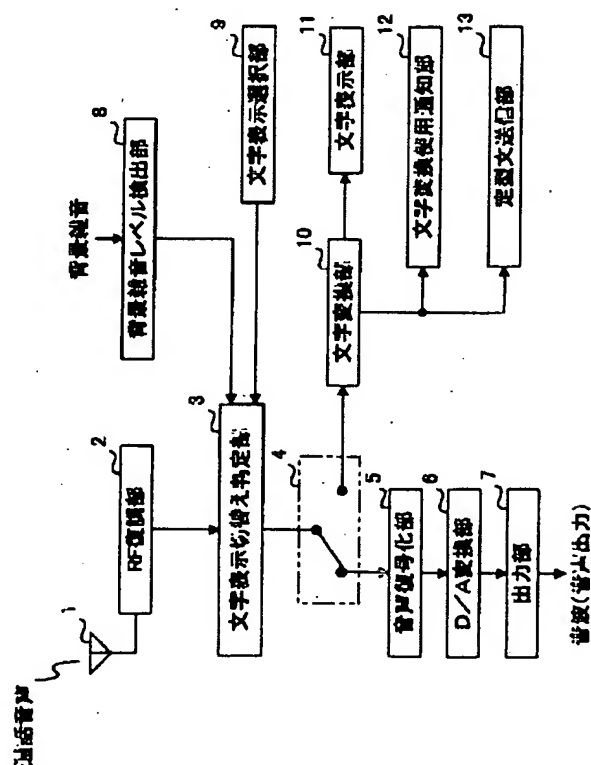 通話音声
1
2
RF復調部
背景雑音
8
背景雑音レベル検出部
3
文字表示切替え判定部
9
文字表示選択部
4
10
文字変換部
11
文字表示部
12
文字変換使用通知部
13
定型文送信部
5
音声復号化部
6
D/A変換部
7
出力部
音波(音声出力)